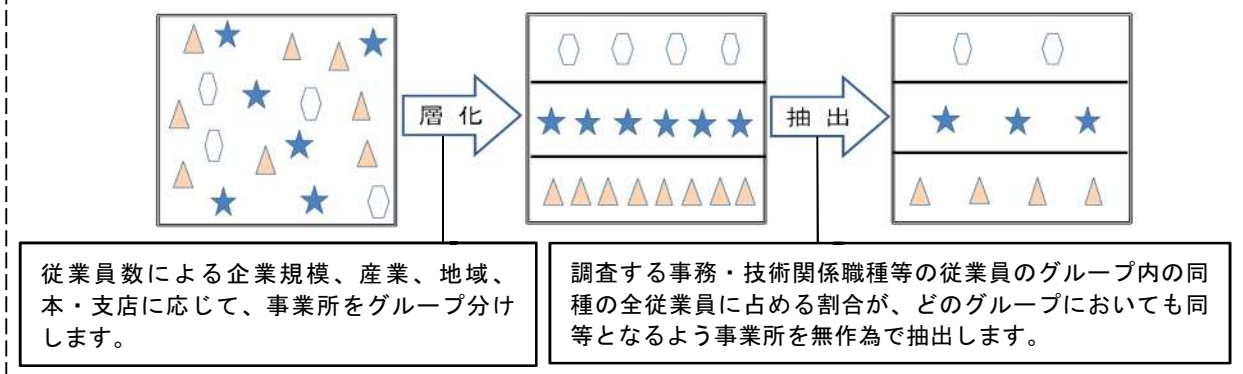 層 化
抽 出
従業員数による企業規模、産業、地域、
本・支店に応じて、事業所をグループ分け
します。
調査する事務・技術関係職種等の従業員のグループ内の同
種の全従業員に占める割合が、どのグループにおいても同
等となるよう事業所を無作為で抽出します。